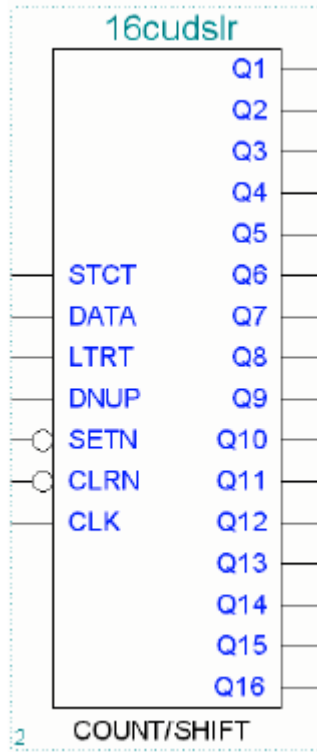 16cudslr
Q1
Q2
Q3
Q4
Q5
STCT Q6
DATA Q7
LTRT Q8
DNUP Q9
SETN Q10
CLRN Q11
CLK Q12
Q13
Q14
Q15
Q16
2 COUNT/SHIFT